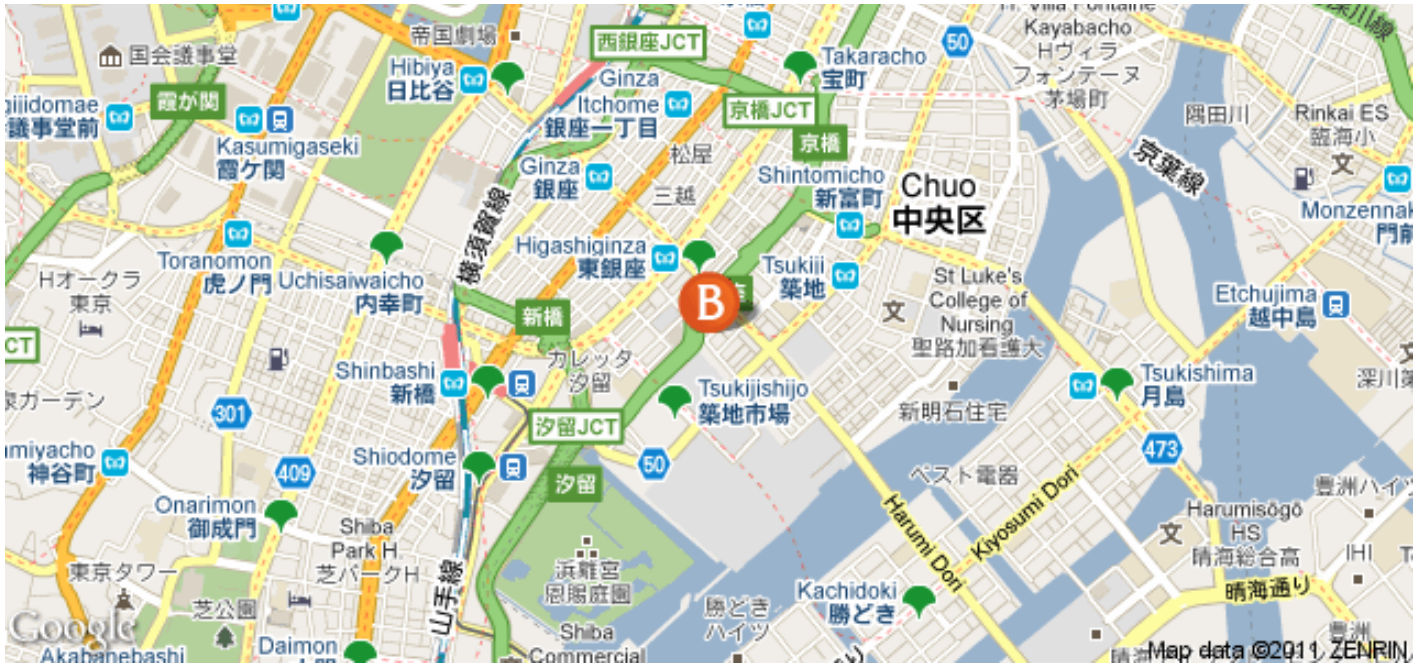 国会議事堂
帝国劇場
西銀座JCT
Hibiya
日比谷
Takaracho
宝町
50
Kayabacho
Hヴィラ
フォンテーヌ
茅場町
霞が関
議事堂前
Kasumigaseki
霞ケ関
Ginza
Itchome
銀座一丁目
京橋JCT
京橋
隅田川
Rinkai ES
臨海小
京葉線
松屋
Ginza
銀座
三越
Shintomicho
新富町
Chuo
中央区
横須賀線
Toranomon
虎ノ門
Uchisaiwaicho
内幸町
Higashiginza
東銀座
B
Tsukiji
築地
St Luke's
College of
Nursing
聖路加看護大
Etchujima
越中島
Hオークラ
東京
新橋
カレッタ
汐留
Shinbashi
新橋
Tsukijishijo
築地市場
新明石住宅
Tsukishima
月島
301
汐留JCT
473
神谷町
409
Shiodome
汐留
50
汐留
ベスト電器
Kiyosumi Dori
Harumi Dori
Onarimon
御成門
Shiba
Park H
芝パークH
Harumisōgō
HS
晴海総合高
IHI
東京タワー
山手線
浜離宮
恩賜庭園
Kachidoki
勝どき
勝どき
ハイツ
晴海通り
豊洲
芝公園
Google
Akabanebashi
Daimon
Shiba
Commercial
Map data ©2011 ZENRIN